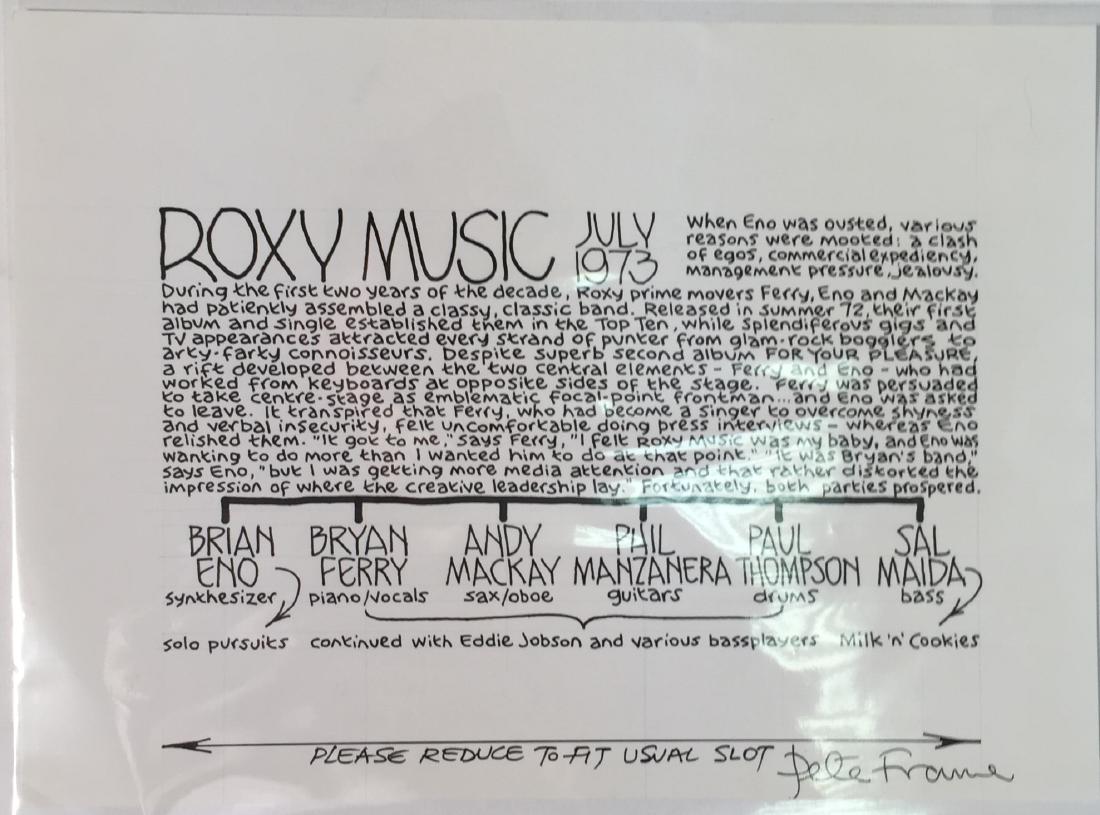 ROXY MUSIC JULY 1973
When Eno was ousted, various
reasons were mooted: a clash
of egos, commercial expediency,
management pressure, jealousy.
During the first two years of the decade, Roxy prime movers Ferry, Eno and Mackay
had patiently assembled a classy, classic band. Released in Summer '72, their first
album and single established them in the Top Ten, while splendiferous gigs and
TV appearances attracted every strand of punter from glam-rock bogglers to
arty-farty connoisseurs. Despite superb second album FOR YOUR PLEASURE,
a rift developed between the two central elements - Ferry and Eno - who had
worked from keyboards at opposite sides of the stage. Ferry was persuaded
to take centre-stage as emblematic focal-point frontman...and Eno was asked
to leave. It transpired that Ferry, who had become a singer to overcome shyness
and verbal insecurity, felt uncomfortable doing press interviews - whereas Eno
relished them. "It got to me," says Ferry, "I felt Roxy Music was my baby, and Eno was
wanting to do more than I wanted him to do at that point." "It was Bryan's band,"
says Eno, "but I was getting more media attention and that rather distorted the
impression of where the creative leadership lay." Fortunately, both parties prospered.
BRIAN BRYAN ANDY PHIL PAUL SAL
ENO FERRY MACKAY MANZANERA THOMPSON MAIDA
synthesizer piano/vocals sax/oboe guitars drums bass
solo pursuits continued with Eddie Jobson and various bassplayers Milk 'n' Cookies
PLEASE REDUCE TO FIT USUAL SLOT Pete Frame